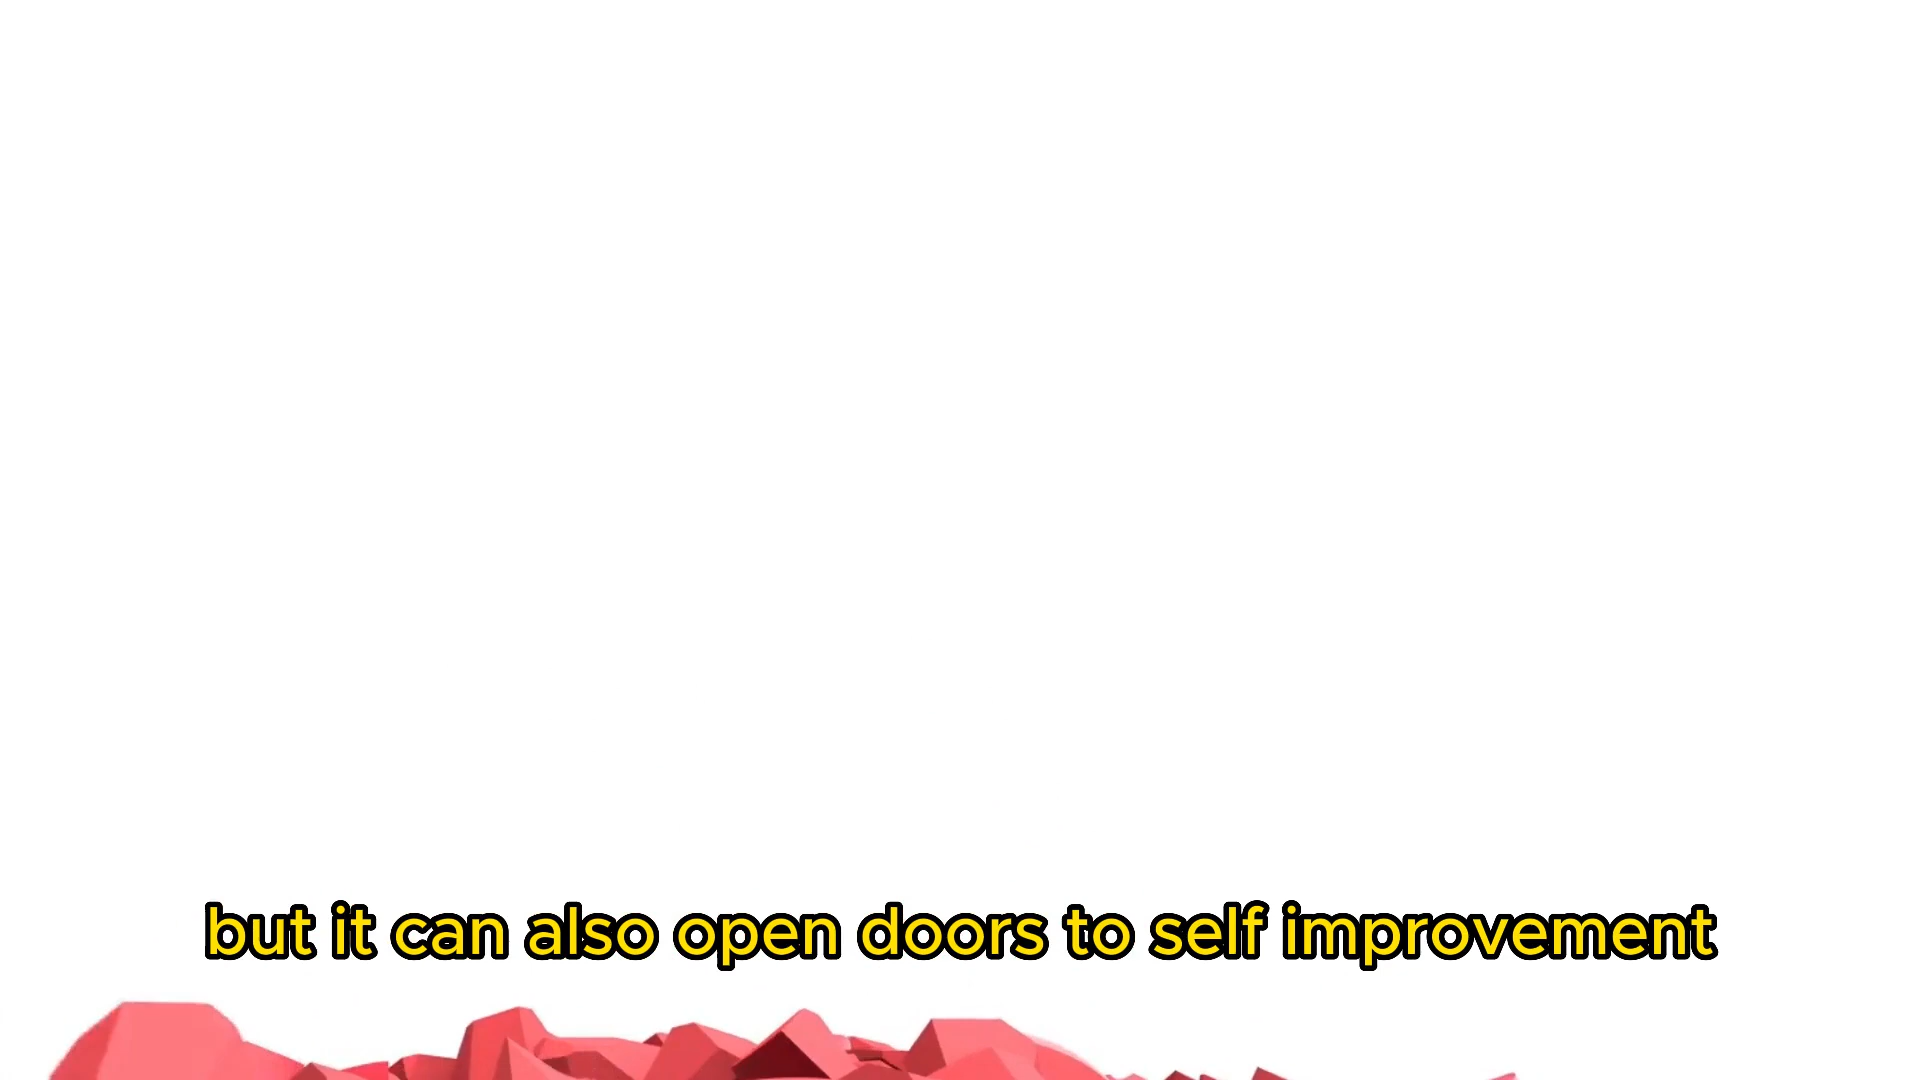 but it can also open doors to self improvement